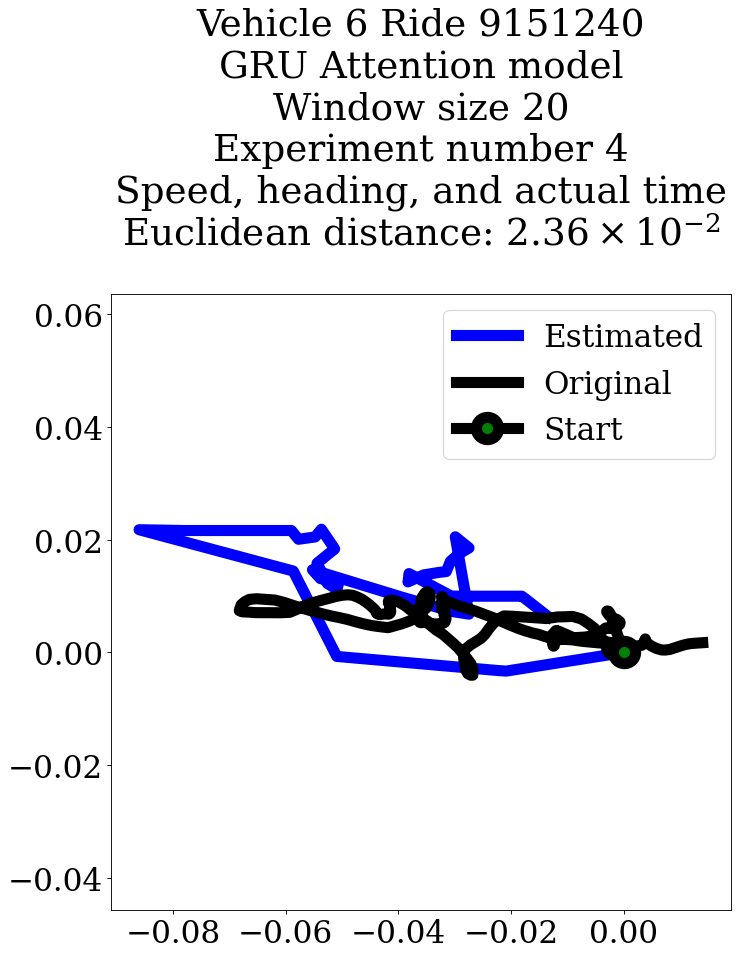 Vehicle 6 Ride 9151240
GRU Attention model
Window size 20
Experiment number 4
Speed, heading, and actual time
Euclidean distance: 2.36 × 10⁻²
Estimated
Original
Start
0.06
0.04
0.02
0.00
−0.02
−0.04
−0.08 −0.06 −0.04 −0.02 0.00